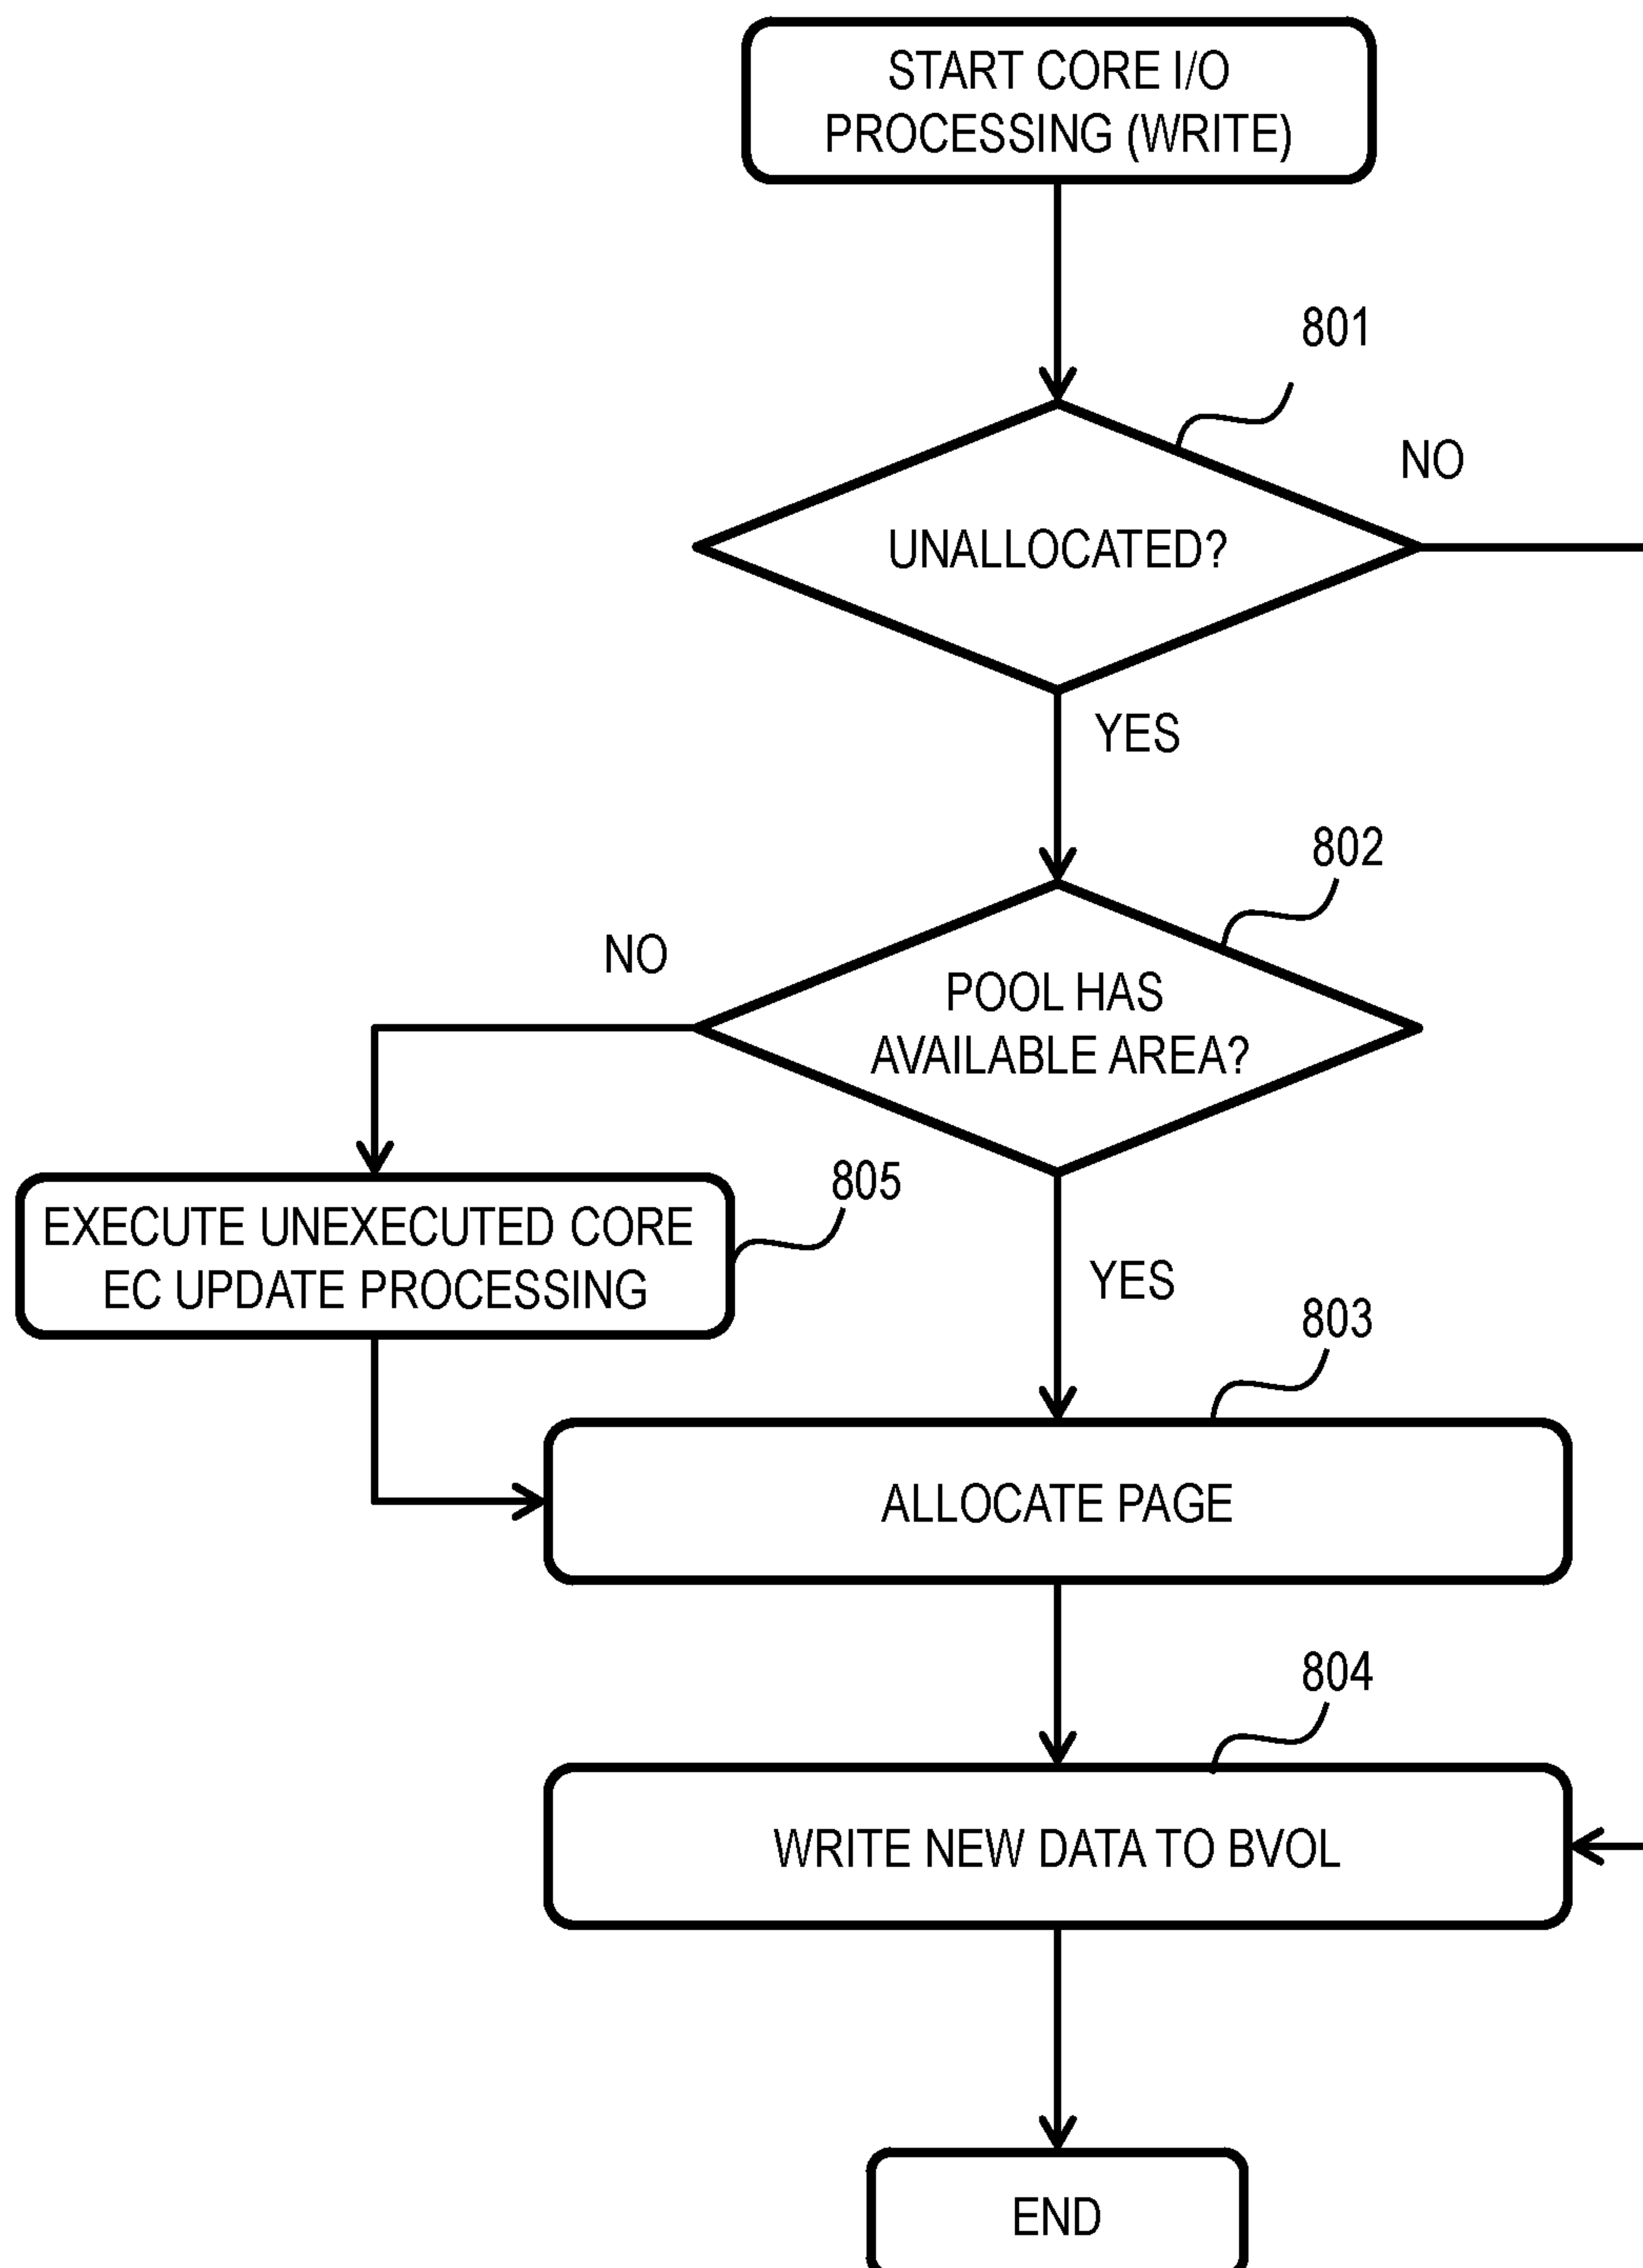 START CORE I/O
PROCESSING (WRITE)
801
NO
UNALLOCATED?
YES
802
NO
POOL HAS
AVAILABLE AREA?
805
EXECUTE UNEXECUTED CORE
EC UPDATE PROCESSING
YES
803
ALLOCATE PAGE
804
WRITE NEW DATA TO BVOL
END